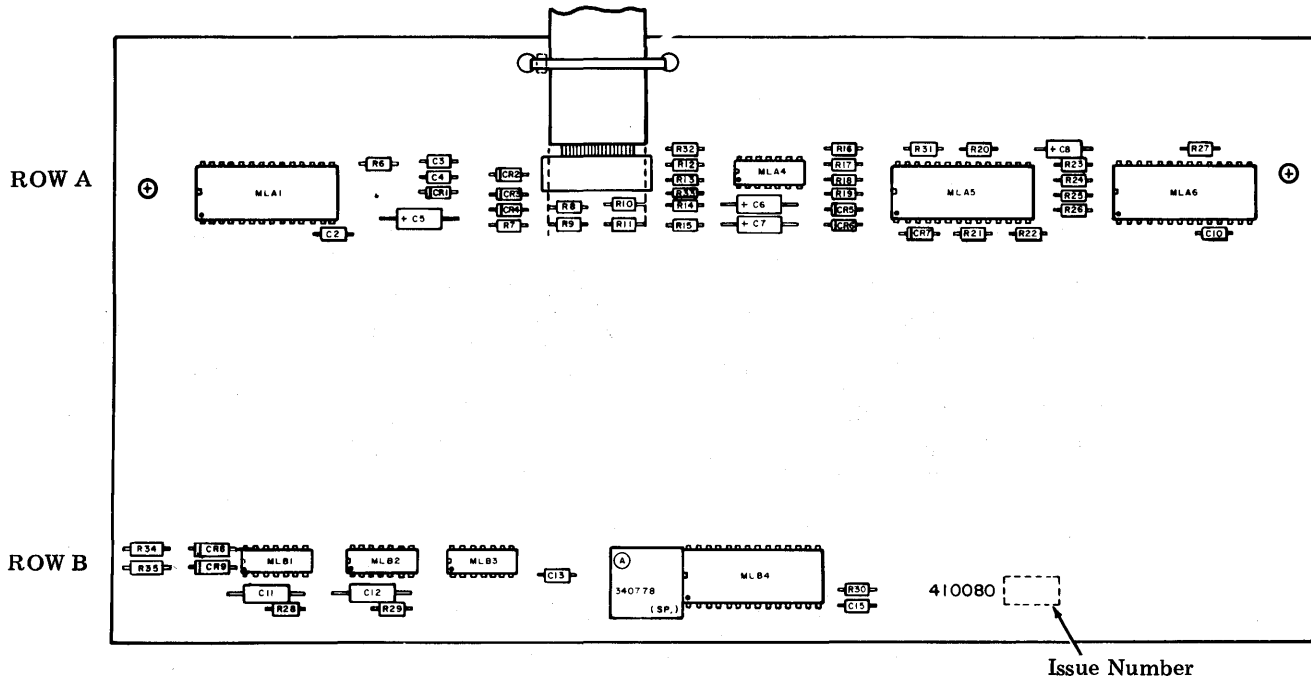 R32
R16
R31
R20
+ C8
R27
R6
C3
R12
R17
R23
ROW A
MLA1
C4
CR2
R13
MLA4
R18
MLA5
R24
MLA6
CR1
CR3
R33
R19
R25
+ C5
CR4
R8
R10
R14
+ C6
CR5
R26
C2
R7
R9
R11
R15
+ C7
CR6
CR7
R21
R22
C10
ROW B
R34
CR8
MLB1
MLB2
MLB3
A
MLB4
R35
CR9
C13
C11
C12
340778
R30
410080
R28
R29
(SP.)
C15
Issue Number